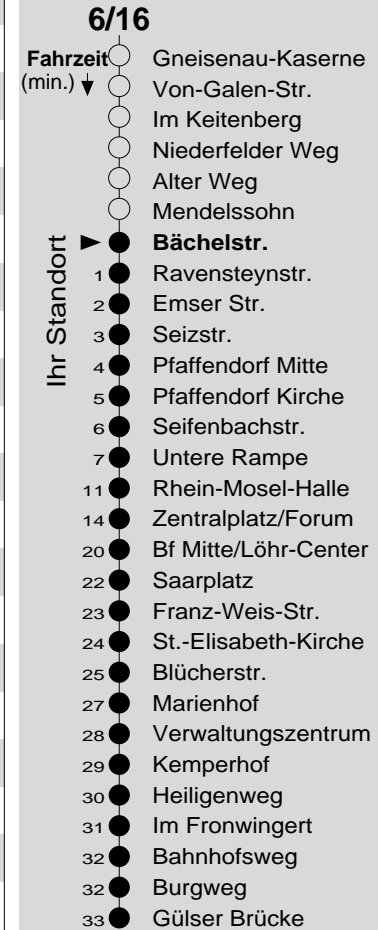 6/16
Fahrzeit Gneisenau-Kaserne
(min.) Von-Galen-Str.
Im Keitenberg
Niederfelder Weg
Alter Weg
Mendelssohn
Ihr Standort
Bächelstr.
1 Ravensteynstr.
2 Emser Str.
3 Seizstr.
4 Pfaffendorf Mitte
5 Pfaffendorf Kirche
6 Seifenbachstr.
7 Untere Rampe
11 Rhein-Mosel-Halle
14 Zentralplatz/Forum
20 Bf Mitte/Löhr-Center
22 Saarplatz
23 Franz-Weis-Str.
24 St.-Elisabeth-Kirche
25 Blücherstr.
27 Marienhof
28 Verwaltungszentrum
29 Kemperhof
30 Heiligenweg
31 Im Fronwingert
32 Bahnhofsweg
32 Burgweg
33 Gülser Brücke